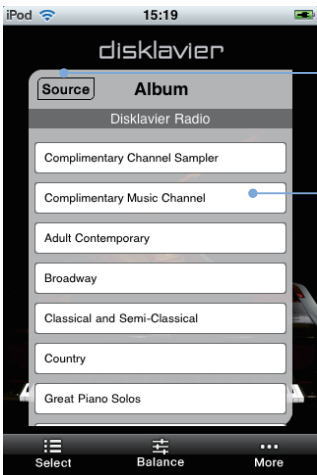 iPod 15:19
disklavier
Source Album
Disklavier Radio
Complimentary Channel Sampler
Complimentary Music Channel
Adult Contemporary
Broadway
Classical and Semi-Classical
Country
Great Piano Solos
Select Balance More